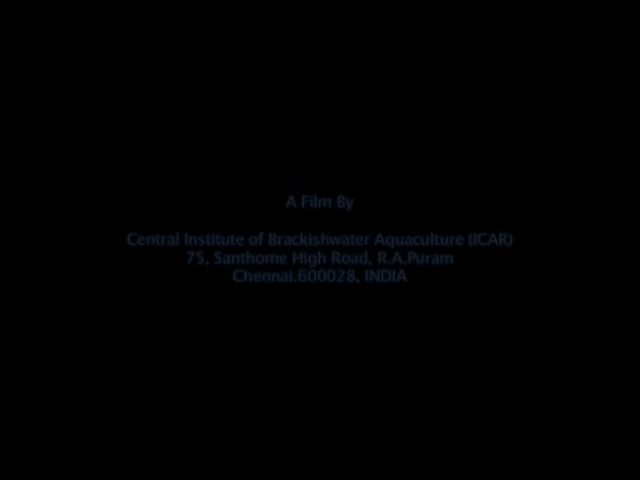 A Film By
Central Institute of Brackishwater Aquaculture (ICAR)
75, Santhome High Road, R.A.Puram
Chennai.600028, INDIA